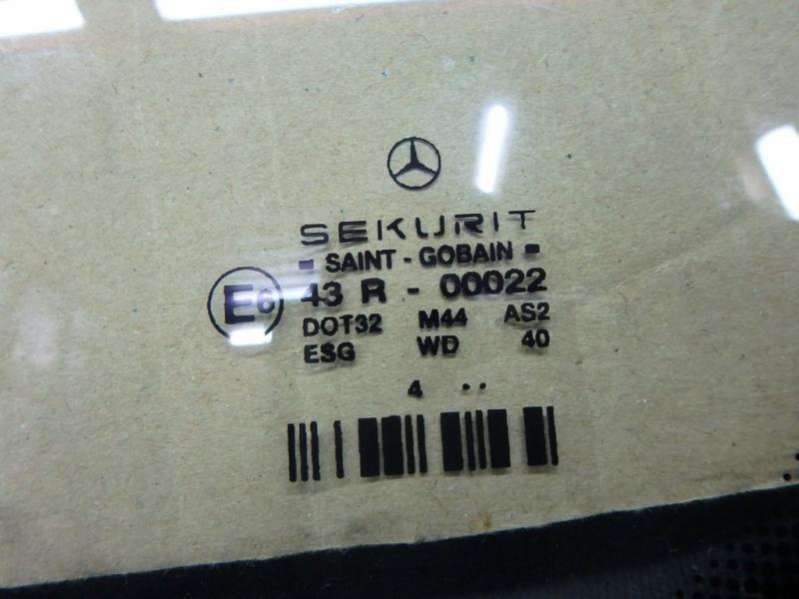 SEKURIT
SAINT - GOBAIN
E6 43 R - 00022
DOT32 M44 AS2
ESG WD 40
4 ..